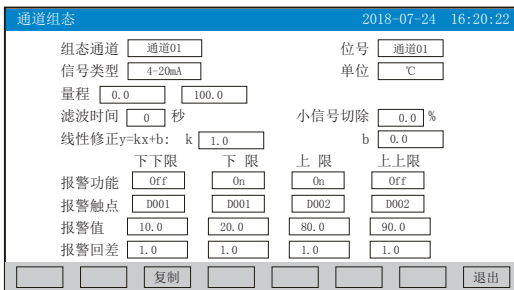 通道组态 2018-07-24 16:20:22
组态通道 通道01 位号 通道01
信号类型 4-20mA 单位 ℃
量程 0.0 100.0
滤波时间 0 秒 小信号切除 0.0 %
线性修正y=kx+b: k 1.0 b 0.0
下下限 下 限 上 限 上上限
报警功能 Off On On Off
报警触点 D001 D001 D002 D002
报警值 10.0 20.0 80.0 90.0
报警回差 1.0 1.0 1.0 1.0
复制 退出